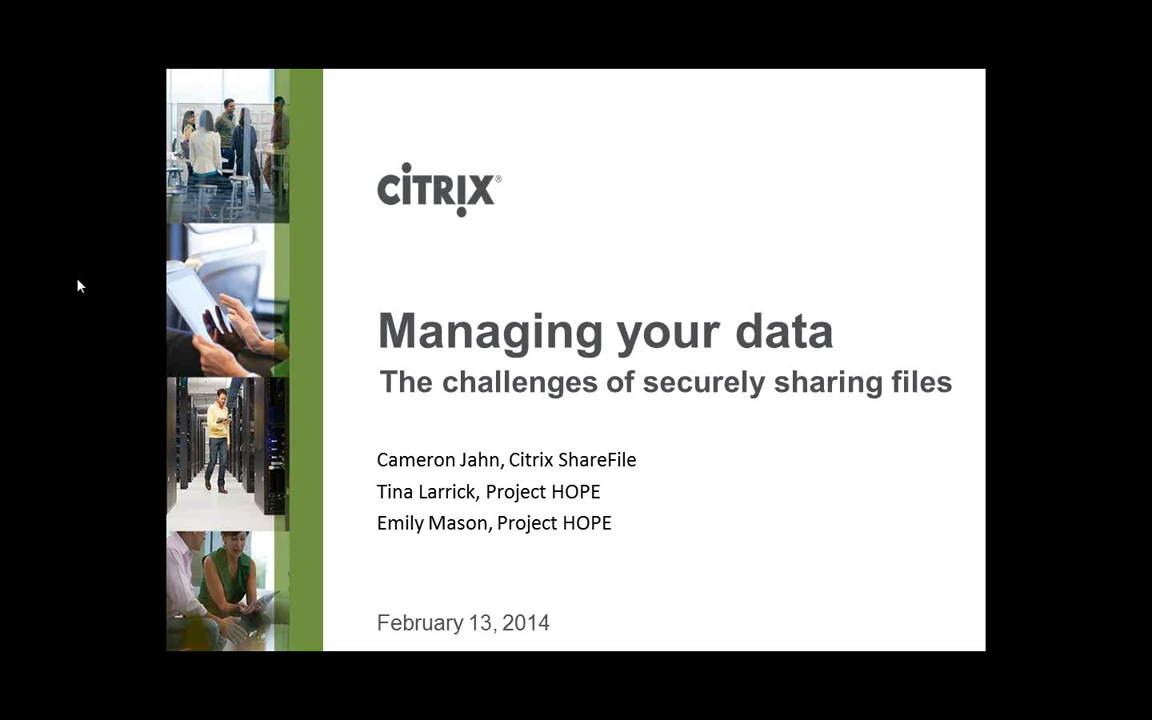 CITRIX®
Managing your data
The challenges of securely sharing files
Cameron Jahn, Citrix ShareFile
Tina Larrick, Project HOPE
Emily Mason, Project HOPE
February 13, 2014